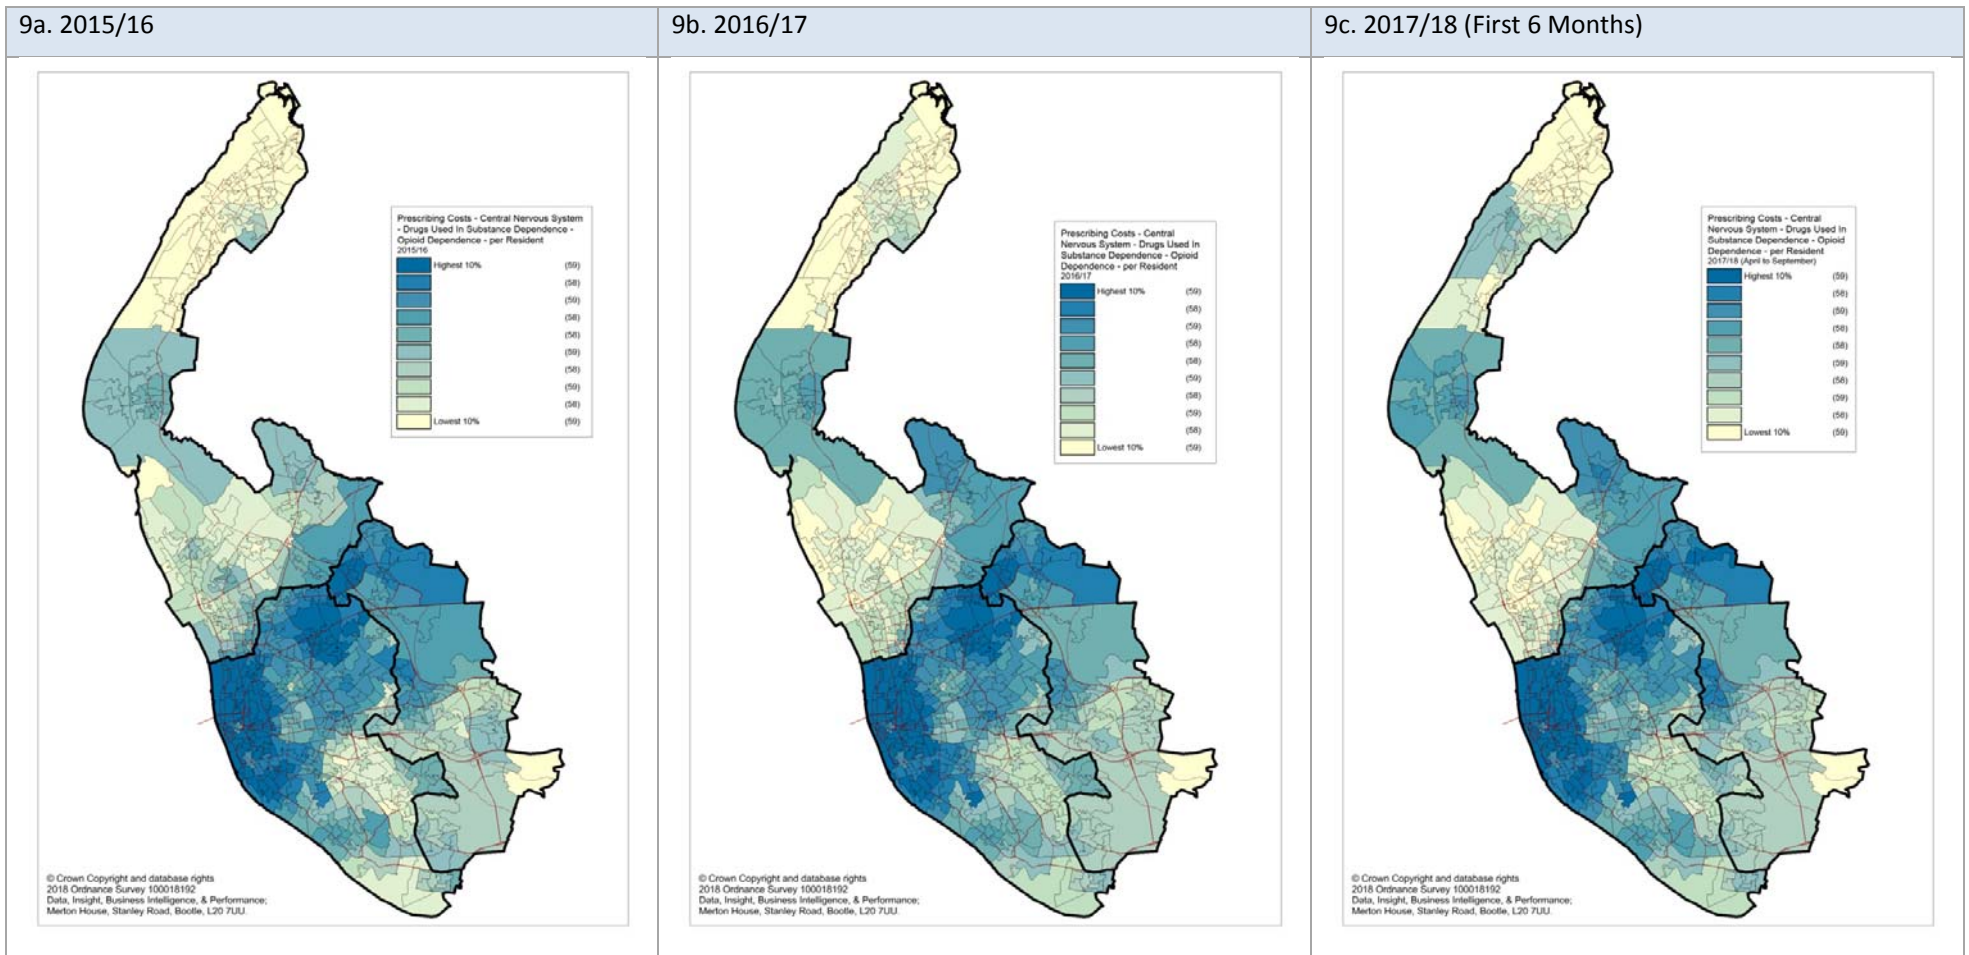 9a. 2015/16
Prescribing Costs - Central Nervous System
- Drugs Used In Substance Dependence -
Opioid Dependence - per Resident
2015/16
Highest 10% (59)
(58)
(59)
(58)
(58)
(59)
(58)
(59)
(58)
Lowest 10% (59)
© Crown Copyright and database rights
2018 Ordnance Survey 100018192
Data, Insight, Business Intelligence, & Performance;
Merton House, Stanley Road, Bootle, L20 7UU.
9b. 2016/17
Prescribing Costs - Central
Nervous System - Drugs Used In
Substance Dependence - Opioid
Dependence - per Resident
2016/17
Highest 10% (59)
(58)
(59)
(58)
(58)
(59)
(58)
(59)
(58)
Lowest 10% (59)
© Crown Copyright and database rights
2018 Ordnance Survey 100018192
Data, Insight, Business Intelligence, & Performance;
Merton House, Stanley Road, Bootle, L20 7UU.
9c. 2017/18 (First 6 Months)
Prescribing Costs - Central
Nervous System - Drugs Used In
Substance Dependence - Opioid
Dependence - per Resident
2017/18 (April to September)
Highest 10% (59)
(58)
(59)
(58)
(58)
(59)
(58)
(59)
(58)
Lowest 10% (59)
© Crown Copyright and database rights
2018 Ordnance Survey 100018192
Data, Insight, Business Intelligence, & Performance;
Merton House, Stanley Road, Bootle, L20 7UU.